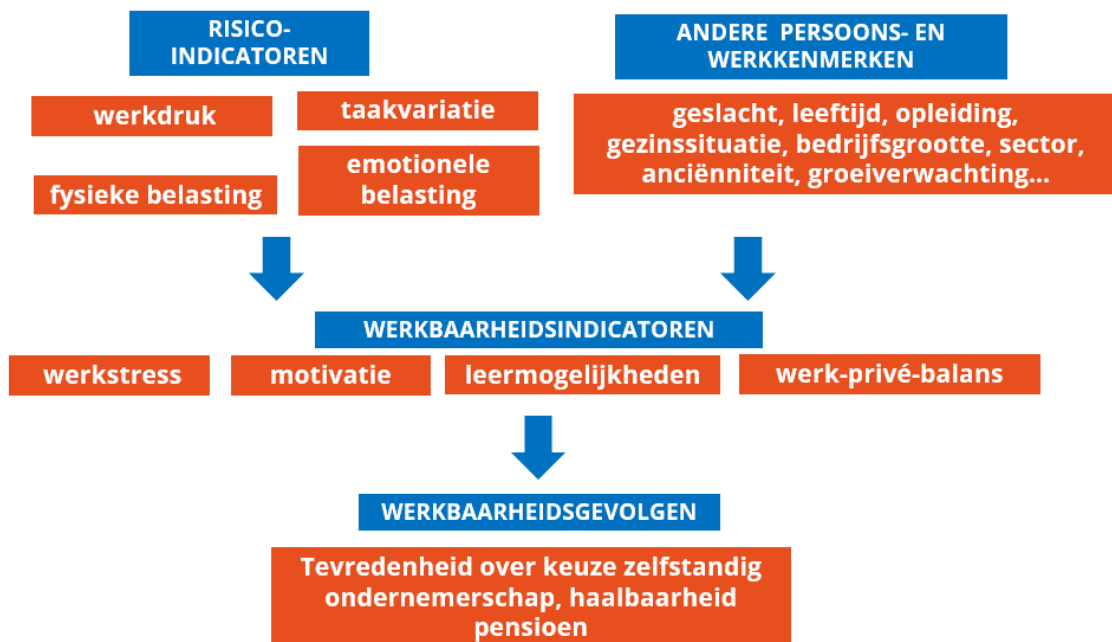 RISICO-
INDICATOREN
ANDERE PERSOONS- EN
WERKKENMERKEN
werkdruk
taakvariatie
fysieke belasting
emotionele
belasting
geslacht, leeftijd, opleiding,
gezinssituatie, bedrijfsgrootte, sector,
anciënniteit, groeiverwachting...
WERKBAARHEIDSINDICATOREN
werkstress
motivatie
leermogelijkheden
werk-privé-balans
WERKBAARHEIDSGEVOLGEN
Tevredenheid over keuze zelfstandig
ondernemerschap, haalbaarheid
pensioen